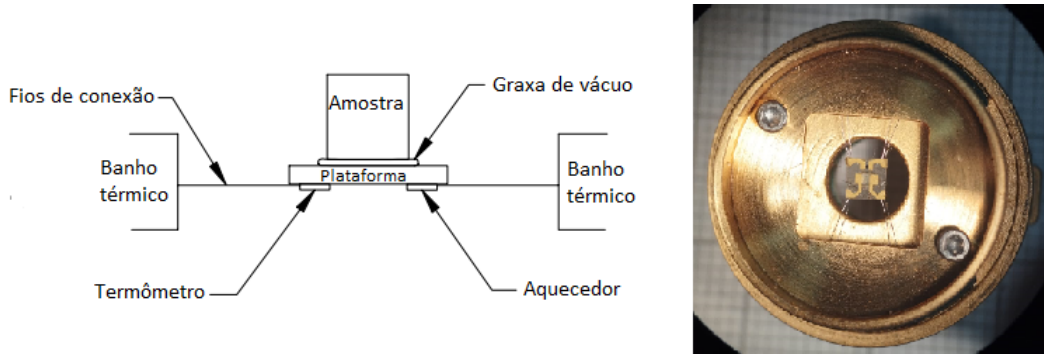 Fios de conexão
Amostra
Graxa de vácuo
Banho
térmico
Plataforma
Banho
térmico
Termômetro
Aquecedor